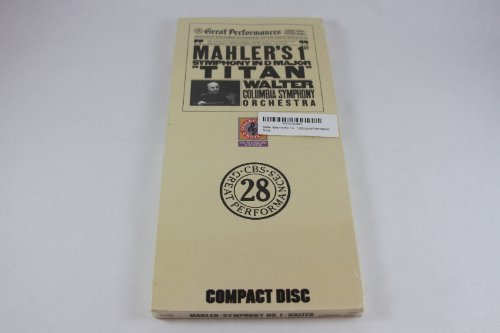 Great Performances
MAHLER'S 1st
SYMPHONY IN D MAJOR
"TITAN"
WALTER
COLUMBIA SYMPHONY
ORCHESTRA
CBS
GREAT PERFORMANCES
28
COMPACT DISC
MAHLER • SYMPHONY NO. 1 • WALTER